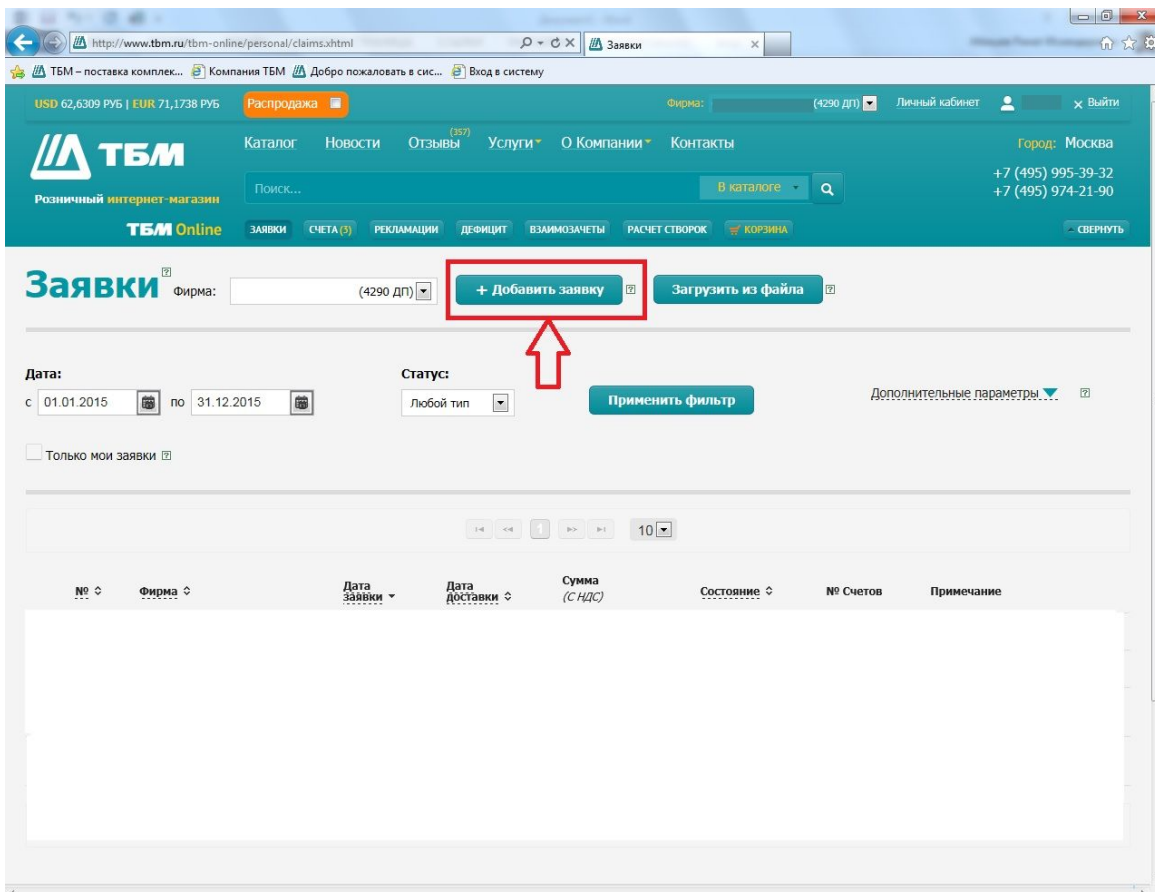 http://www.tbm.ru/tbm-online/personal/claims.xhtml
Заявки
ТБМ – поставка комплек... Компания ТБМ Добро пожаловать в сис... Вход в систему
USD 62,6309 РУБ | EUR 71,1738 РУБ Распродажа Фирма: (4290 ДП) Личный кабинет Выйти
ТБМ
Каталог Новости Отзывы (357) Услуги О Компании Контакты
Город: Москва
+7 (495) 995-39-32
+7 (495) 974-21-90
Поиск... В каталоге
Розничный интернет-магазин
ТБМ Online ЗАЯВКИ СЧЕТА (3) РЕКЛАМАЦИИ ДЕФИЦИТ ВЗАИМОЗАЧЕТЫ РАСЧЕТ СТВОРОК КОРЗИНА СВЕРНУТЬ
Заявки ? Фирма: (4290 ДП) + Добавить заявку ? Загрузить из файла ?
Дата: Статус:
с 01.01.2015 по 31.12.2015 Любой тип Применить фильтр Дополнительные параметры ?
Только мои заявки ?
1 10
№ Фирма Дата заявки Дата доставки Сумма (С НДС) Состояние № Счетов Примечание